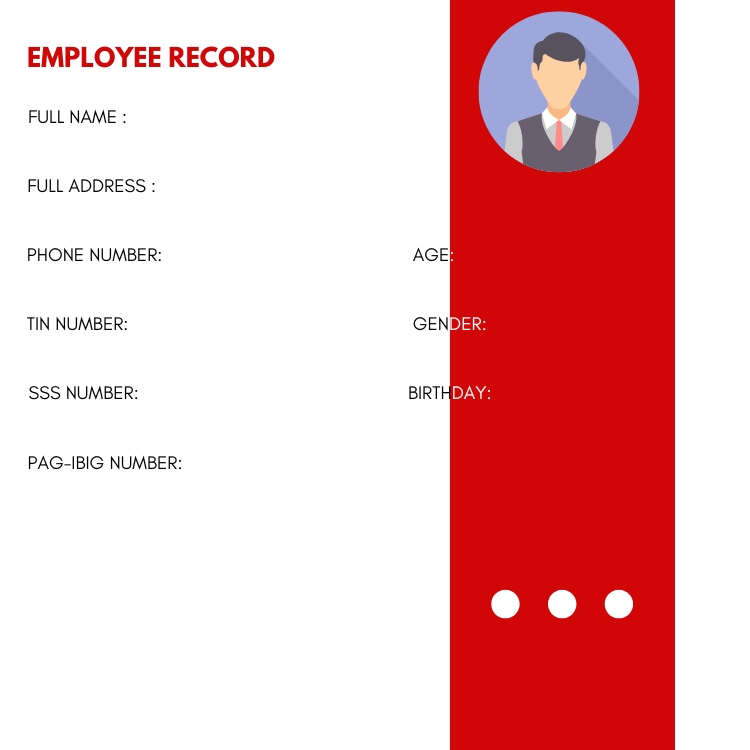 EMPLOYEE RECORD
FULL NAME :
FULL ADDRESS :
PHONE NUMBER:
AGE:
TIN NUMBER:
GENDER:
SSS NUMBER:
BIRTHDAY:
PAG-IBIG NUMBER: